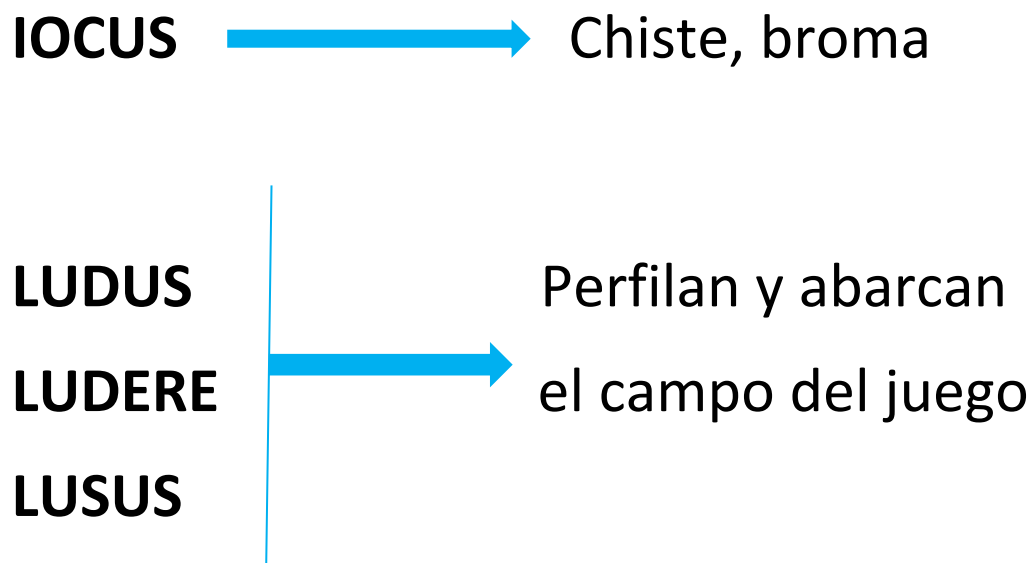 IOCUS Chiste, broma
LUDUS Perfilan y abarcan
LUDERE el campo del juego
LUSUS